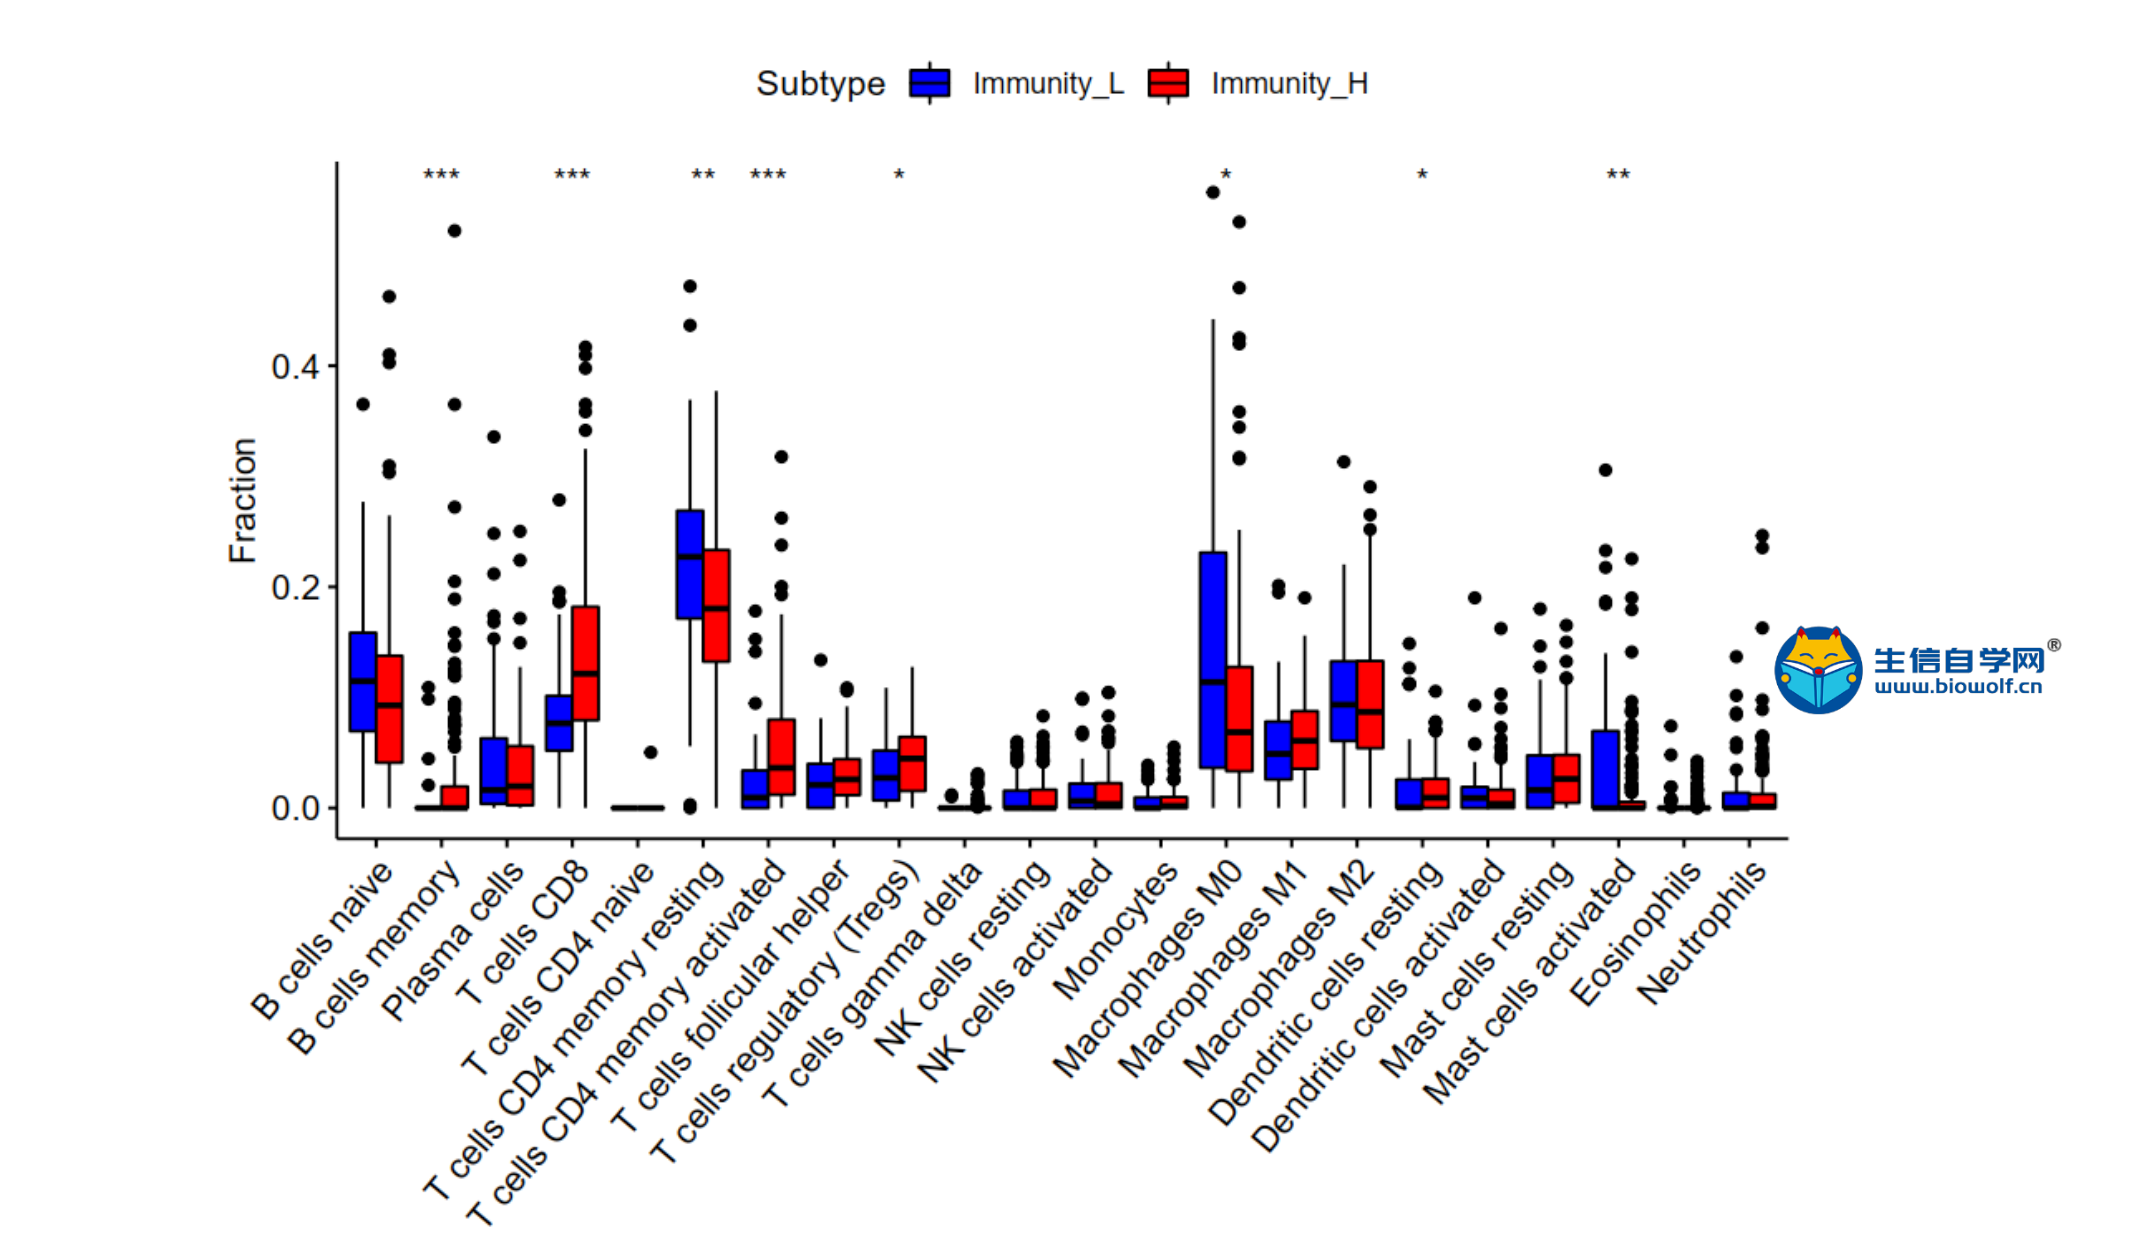 Subtype Immunity_L Immunity_H
*** *** ** *** * * * **
Fraction
0.4
0.2
0.0
B cells naive
B cells memory
Plasma cells
T cells CD8
T cells CD4 naive
T cells CD4 memory resting
T cells CD4 memory activated
T cells follicular helper
T cells regulatory (Tregs)
T cells gamma delta
NK cells resting
NK cells activated
Monocytes
Macrophages M0
Macrophages M1
Macrophages M2
Dendritic cells resting
Dendritic cells activated
Mast cells resting
Mast cells activated
Eosinophils
Neutrophils
生信自学网®
www.biowolf.cn